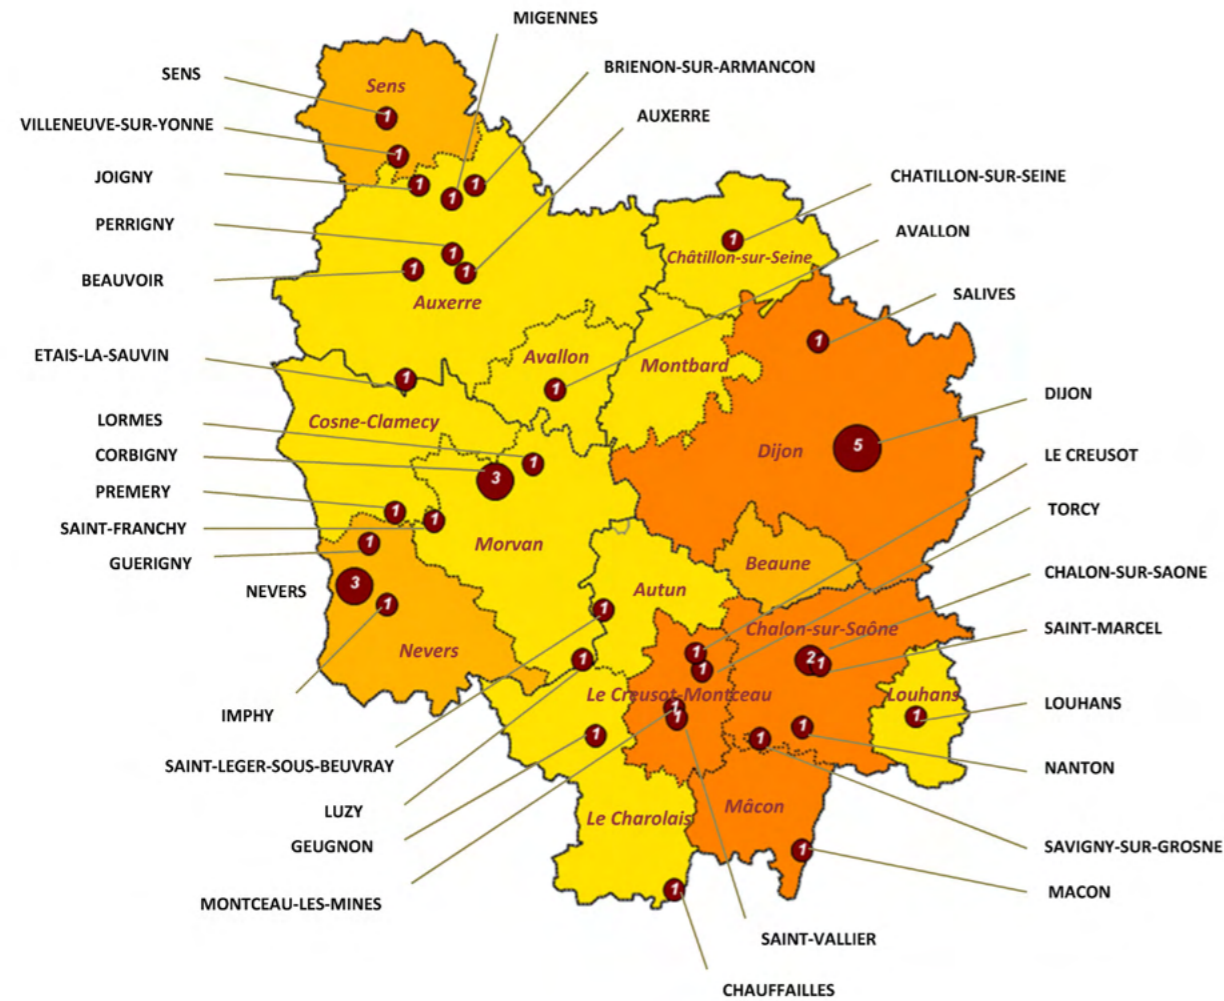 MIGENNES
SENS
BRIENON-SUR-ARMANCON
Sens
AUXERRE
1
VILLENEUVE-SUR-YONNE
1
JOIGNY
1
1
1
CHATILLON-SUR-SEINE
PERRIGNY
AVALLON
1
1
Châtillon-sur-Seine
BEAUVOIR
1
1
Auxerre
SALIVES
1
ETAIS-LA-SAUVIN
Avallon
Montbard
1
1
DIJON
LORMES
Cosne-Clamecy
5
Dijon
CORBIGNY
LE CREUSOT
1
3
PREMERY
TORCY
1
SAINT-FRANCHY
1
GUERIGNY
1
Morvan
Beaune
CHALON-SUR-SAONE
NEVERS
3
Autun
1
1
SAINT-MARCEL
Chalon-sur-Saône
Nevers
1
1
1
2
1
Le Creusot-Montceau
Louhans
LOUHANS
IMPHY
1
1
1
1
1
1
SAINT-LEGER-SOUS-BEUVRAY
NANTON
LUZY
Le Charolais
Mâcon
GEUGNON
1
SAVIGNY-SUR-GROSNE
1
MACON
MONTCEAU-LES-MINES
SAINT-VALLIER
CHAUFFAILLES